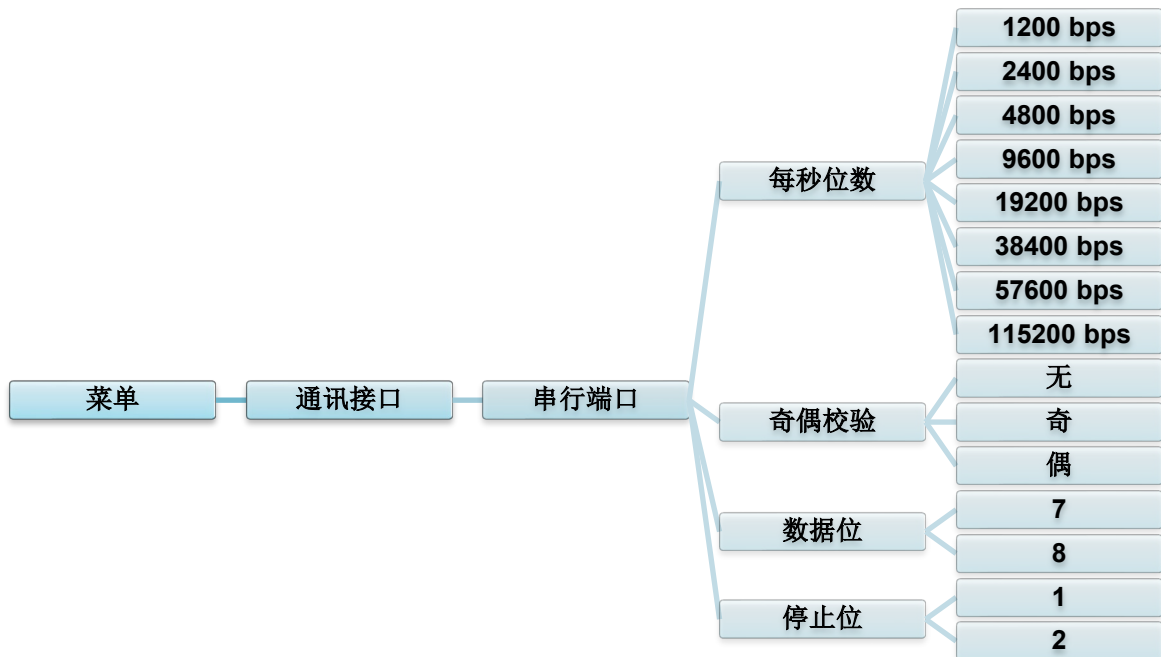 菜单
通讯接口
串行端口
每秒位数
1200 bps
2400 bps
4800 bps
9600 bps
19200 bps
38400 bps
57600 bps
115200 bps
奇偶校验
无
奇
偶
数据位
7
8
停止位
1
2